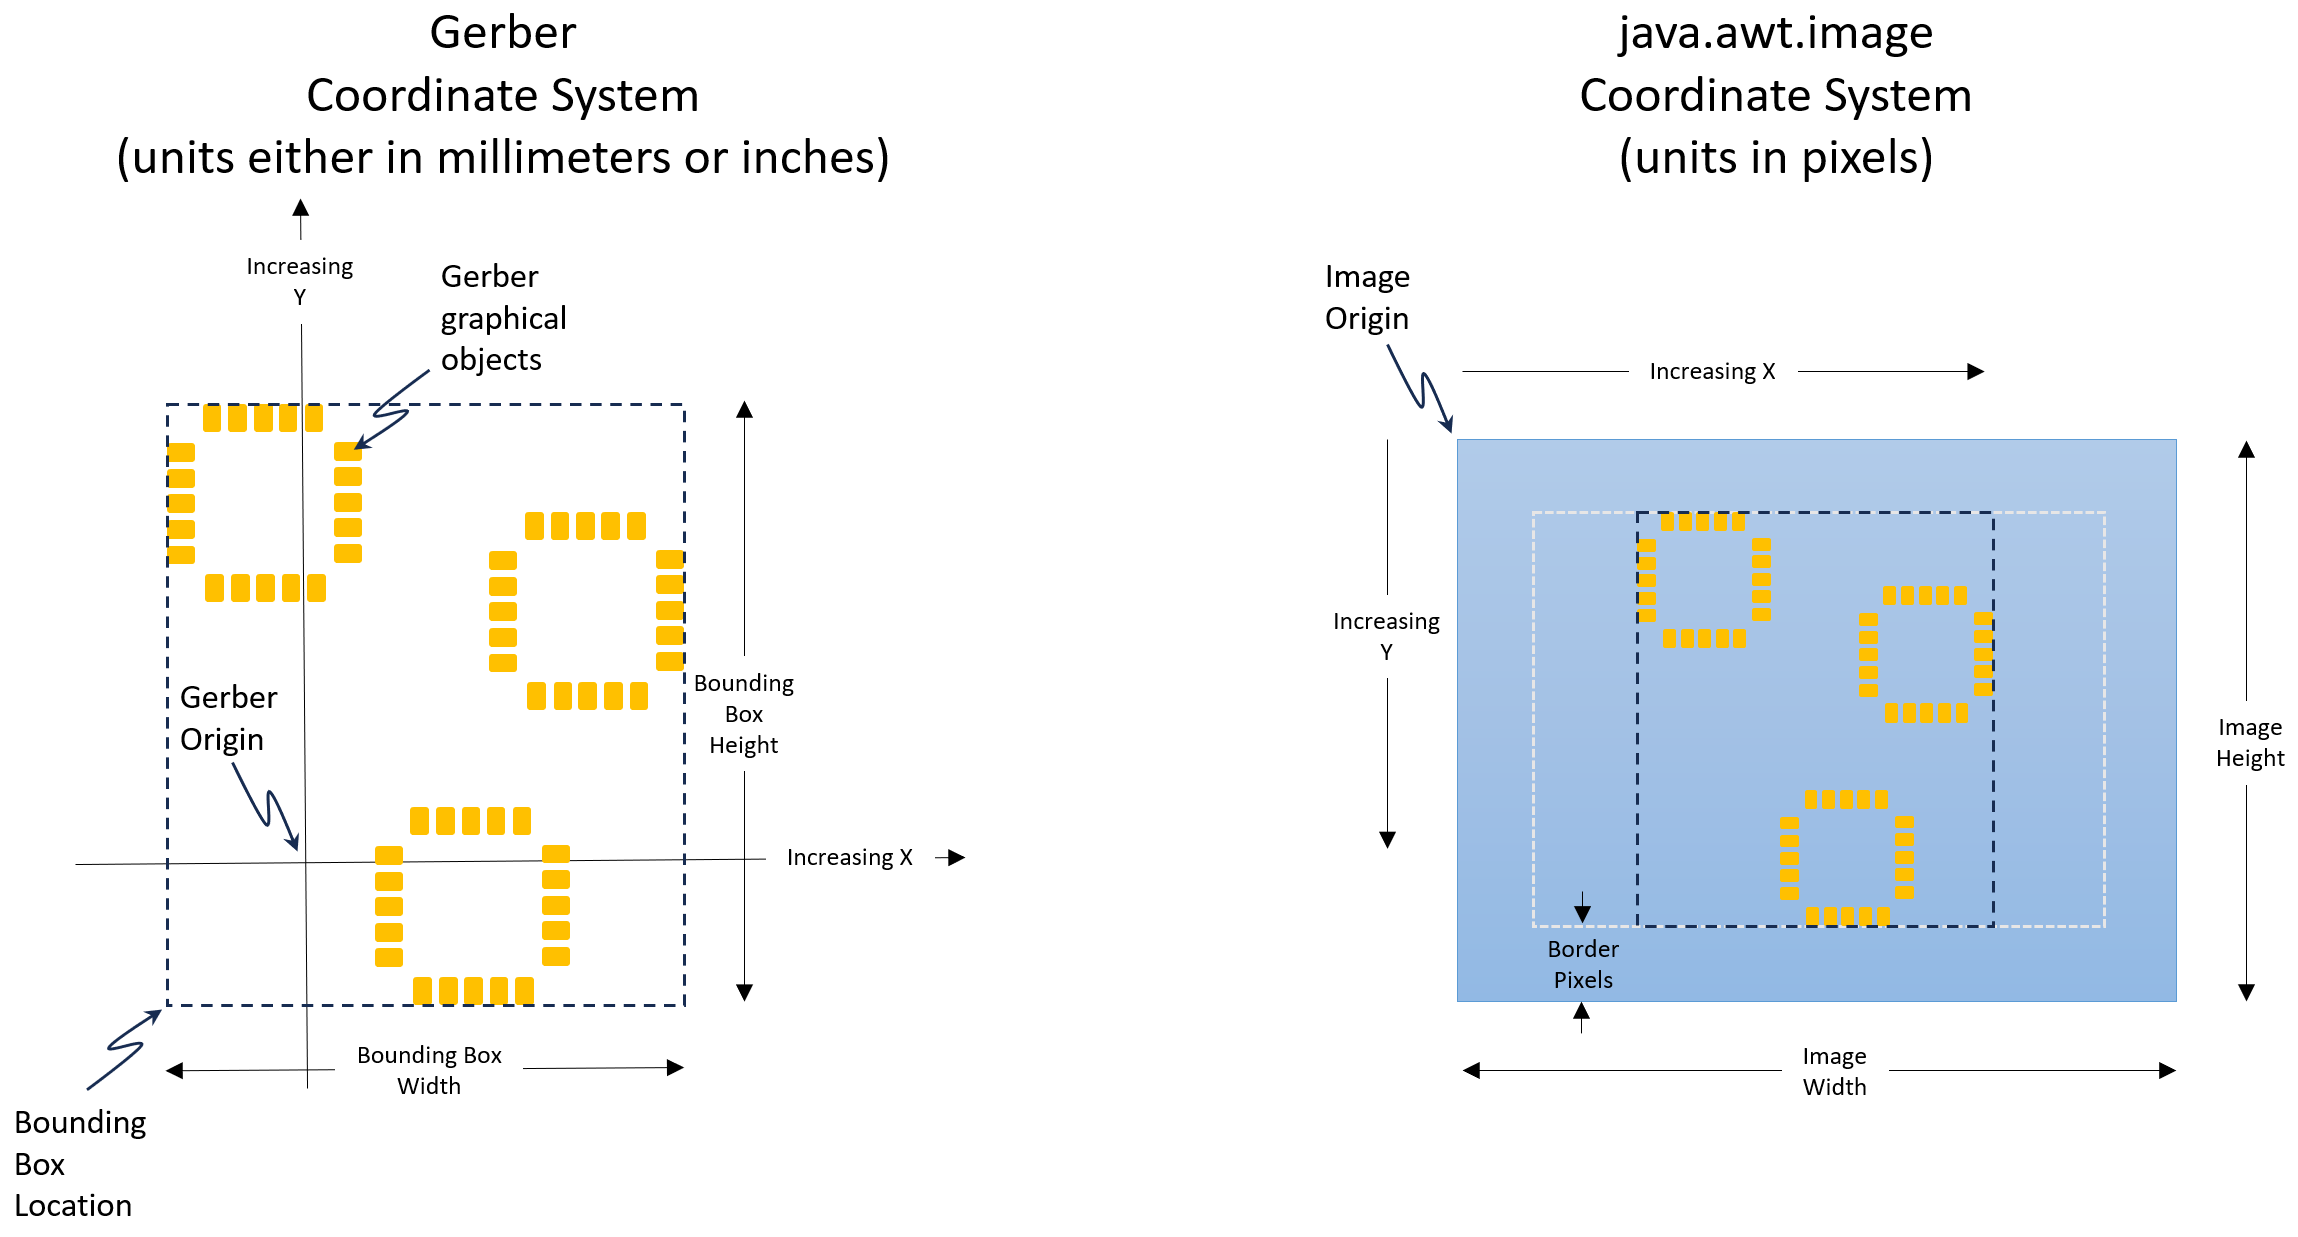 Gerber
Coordinate System
(units either in millimeters or inches)
Increasing
Y
Gerber
graphical
objects
Gerber
Origin
Bounding
Box
Height
Increasing X
Bounding Box
Width
Bounding
Box
Location
java.awt.image
Coordinate System
(units in pixels)
Image
Origin
Increasing X
Increasing
Y
Image
Height
Border
Pixels
Image
Width